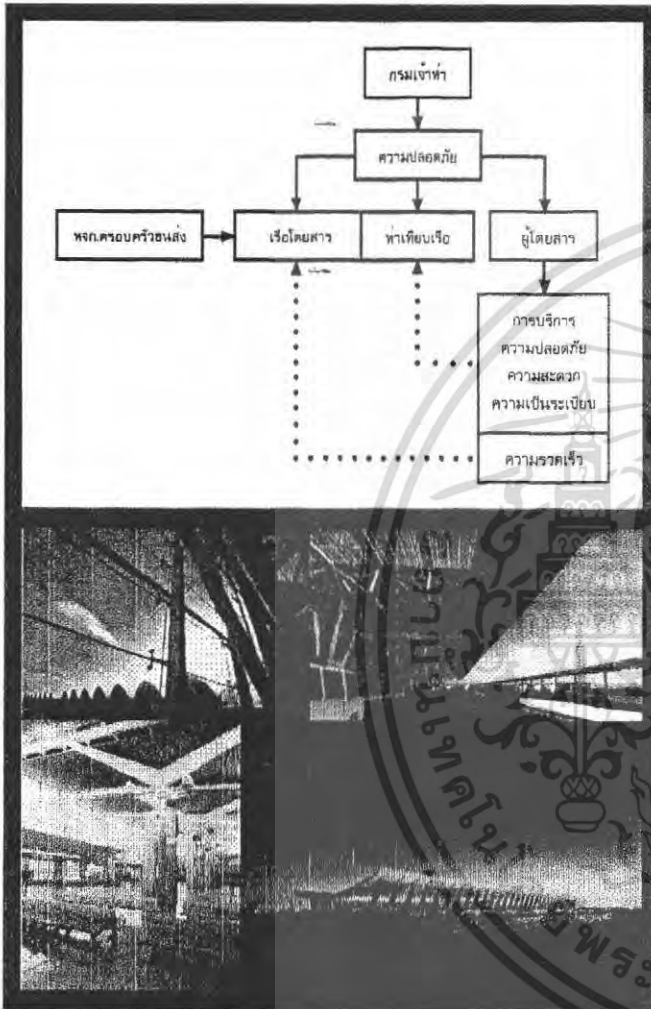 กรมเจ้าท่า
ความปลอดภัย
หจก.ครอบครัวขนส่ง
เรือโดยสาร
ท่าเทียบเรือ
ผู้โดยสาร
การบริการ
ความปลอดภัย
ความสะดวก
ความเป็นระเบียบ
ความรวดเร็ว